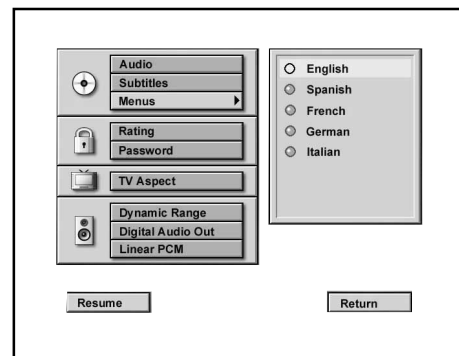 Audio
Subtitles
Menus
Rating
Password
TV Aspect
Dynamic Range
Digital Audio Out
Linear PCM
English
Spanish
French
German
Italian
Resume
Return